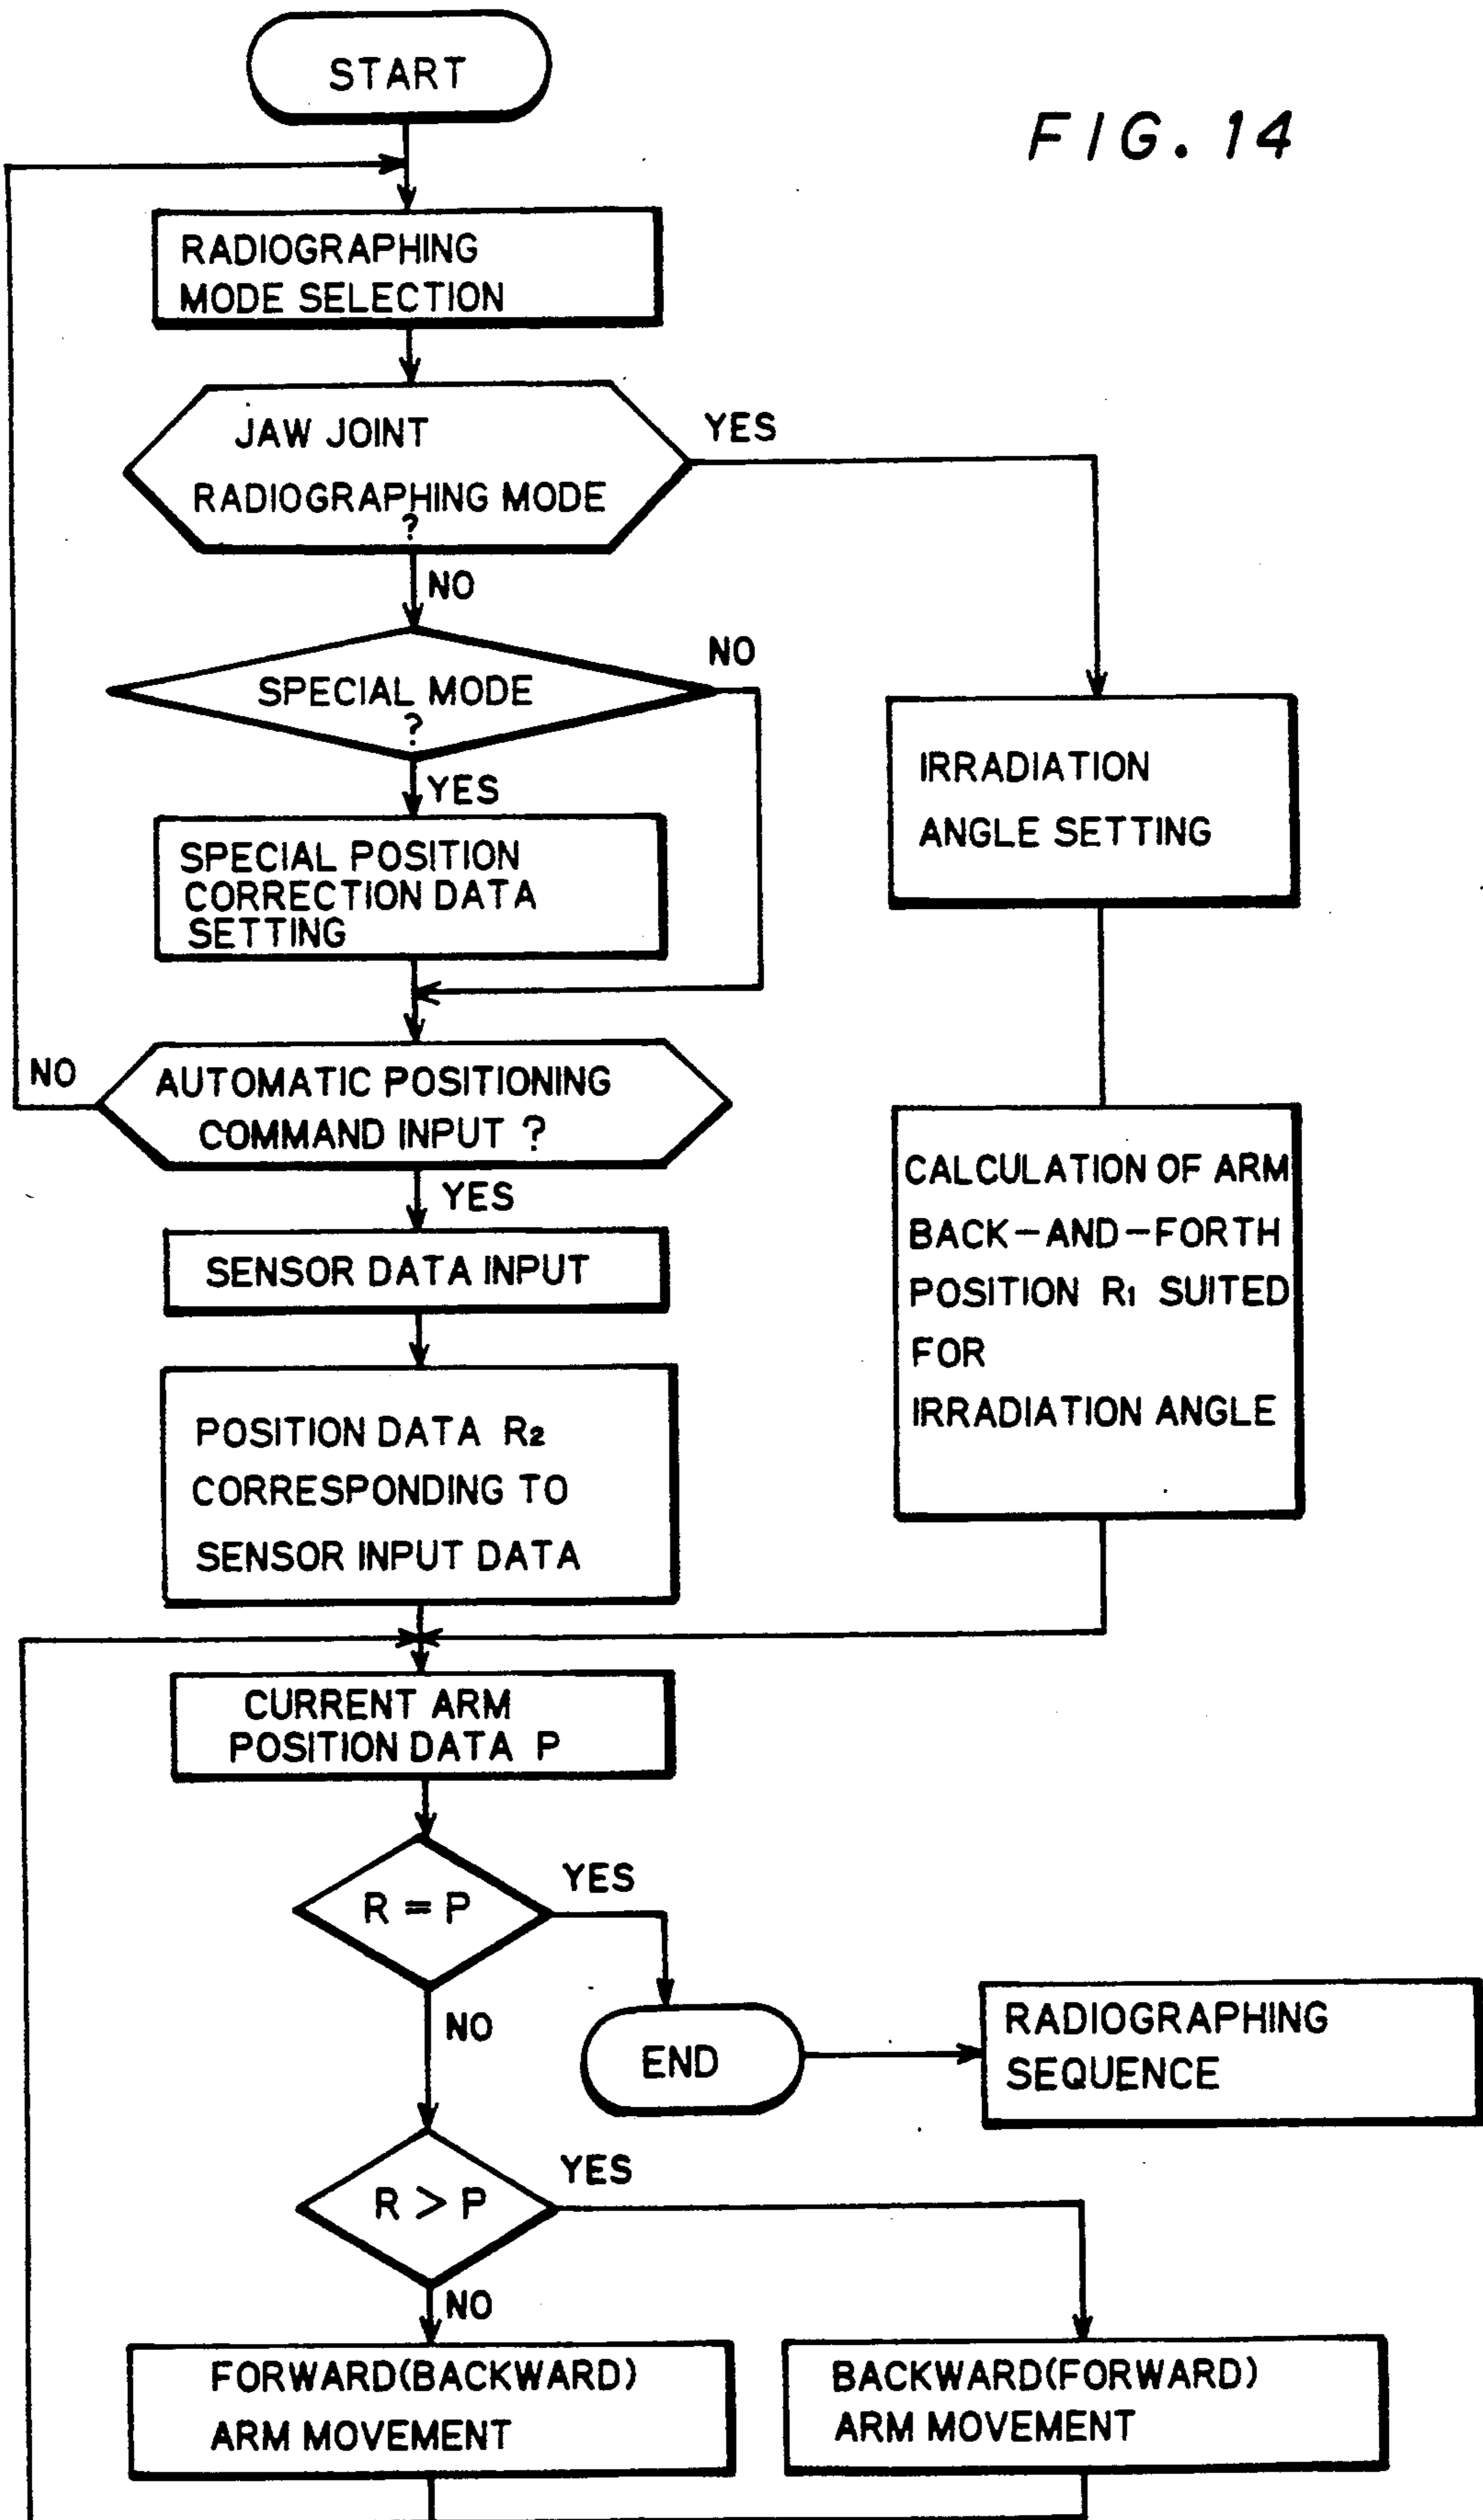 START
FIG. 14
RADIOGRAPHING
MODE SELECTION
JAW JOINT
RADIOGRAPHING MODE
?
YES
NO
SPECIAL MODE
?
NO
YES
SPECIAL POSITION
CORRECTION DATA
SETTING
IRRADIATION
ANGLE SETTING
NO
AUTOMATIC POSITIONING
COMMAND INPUT ?
YES
SENSOR DATA INPUT
CALCULATION OF ARM
BACK-AND-FORTH
POSITION R1 SUITED
FOR
IRRADIATION ANGLE
POSITION DATA R2
CORRESPONDING TO
SENSOR INPUT DATA
CURRENT ARM
POSITION DATA P
R = P
YES
NO
END
RADIOGRAPHING
SEQUENCE
R > P
YES
NO
FORWARD(BACKWARD)
ARM MOVEMENT
BACKWARD(FORWARD)
ARM MOVEMENT